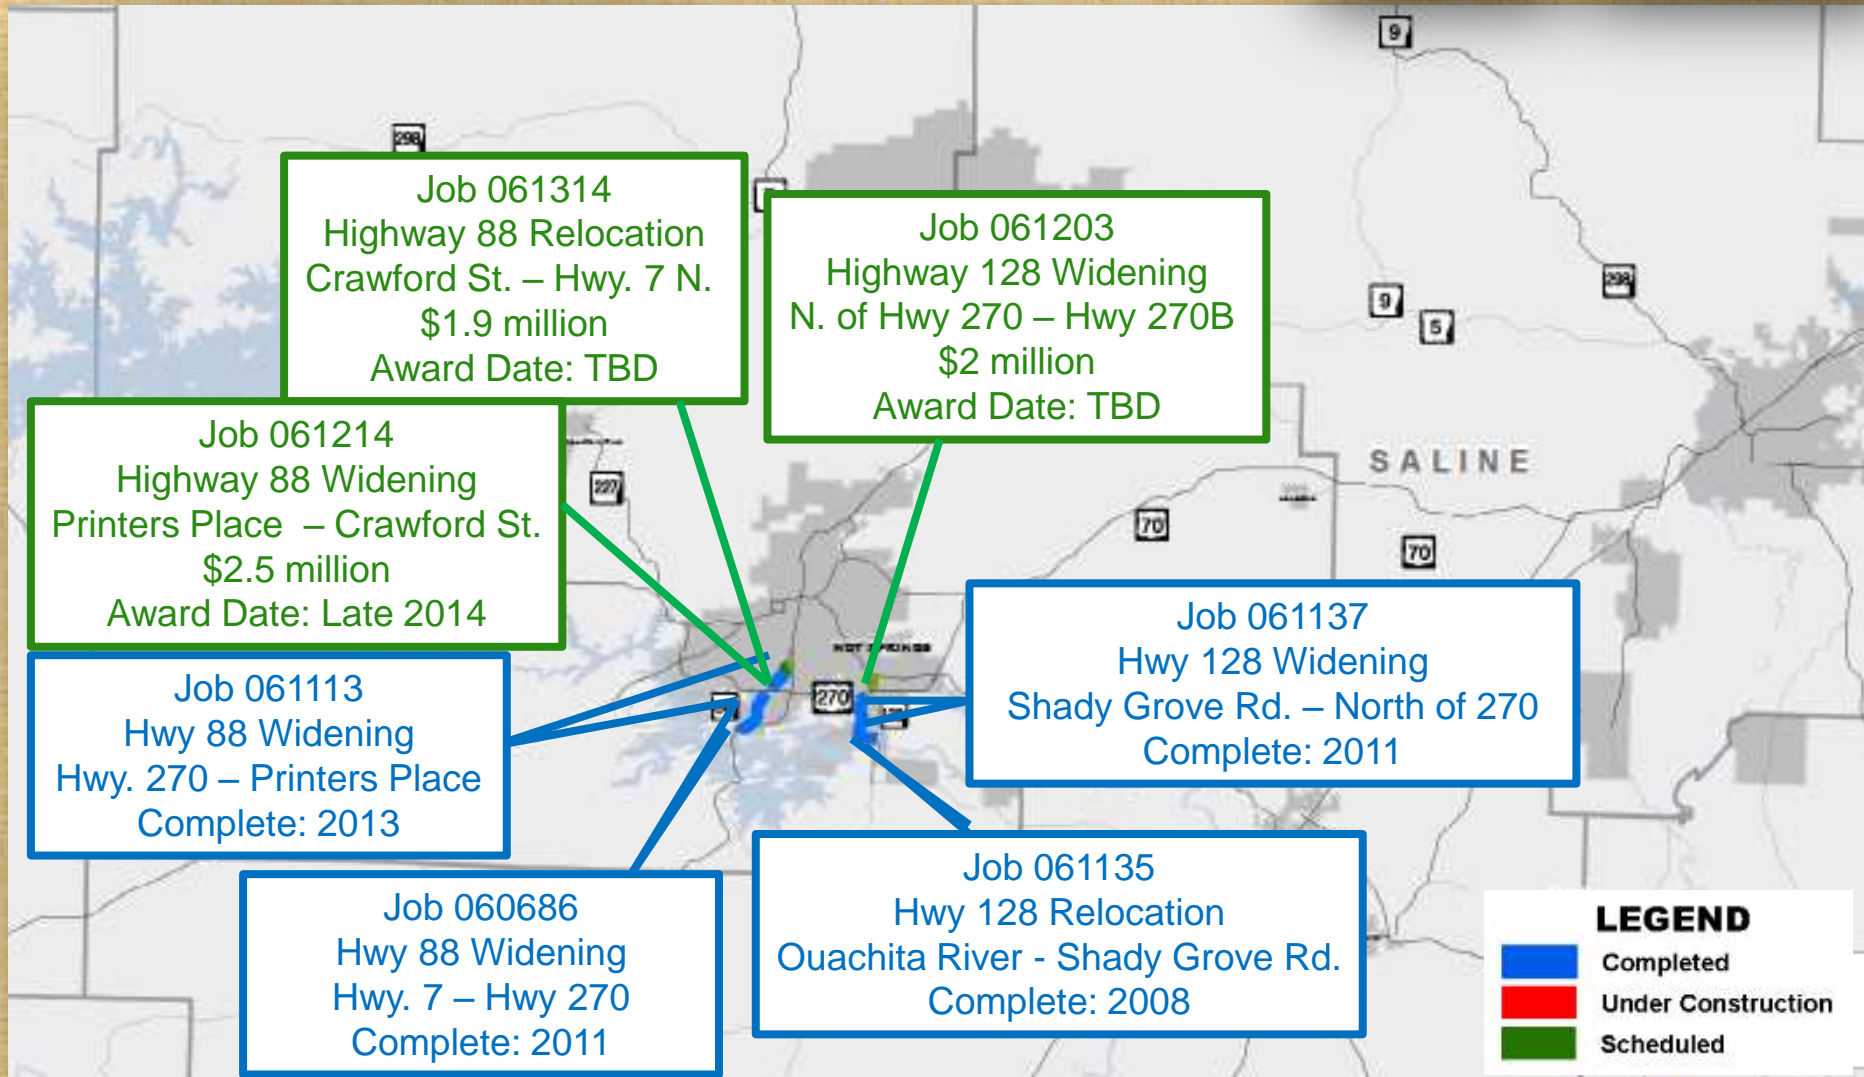 9
298
Job 061314
Highway 88 Relocation
Crawford St. – Hwy. 7 N.
$1.9 million
Award Date: TBD
Job 061203
Highway 128 Widening
N. of Hwy 270 – Hwy 270B
$2 million
Award Date: TBD
298
9
5
Job 061214
Highway 88 Widening
Printers Place – Crawford St.
$2.5 million
Award Date: Late 2014
SALINE
227
70
70
Job 061137
Hwy 128 Widening
Shady Grove Rd. – North of 270
Complete: 2011
HOT SPRINGS
270
Job 061113
Hwy 88 Widening
Hwy. 270 – Printers Place
Complete: 2013
Job 061135
Hwy 128 Relocation
Ouachita River - Shady Grove Rd.
Complete: 2008
Job 060686
Hwy 88 Widening
Hwy. 7 – Hwy 270
Complete: 2011
LEGEND
Completed
Under Construction
Scheduled